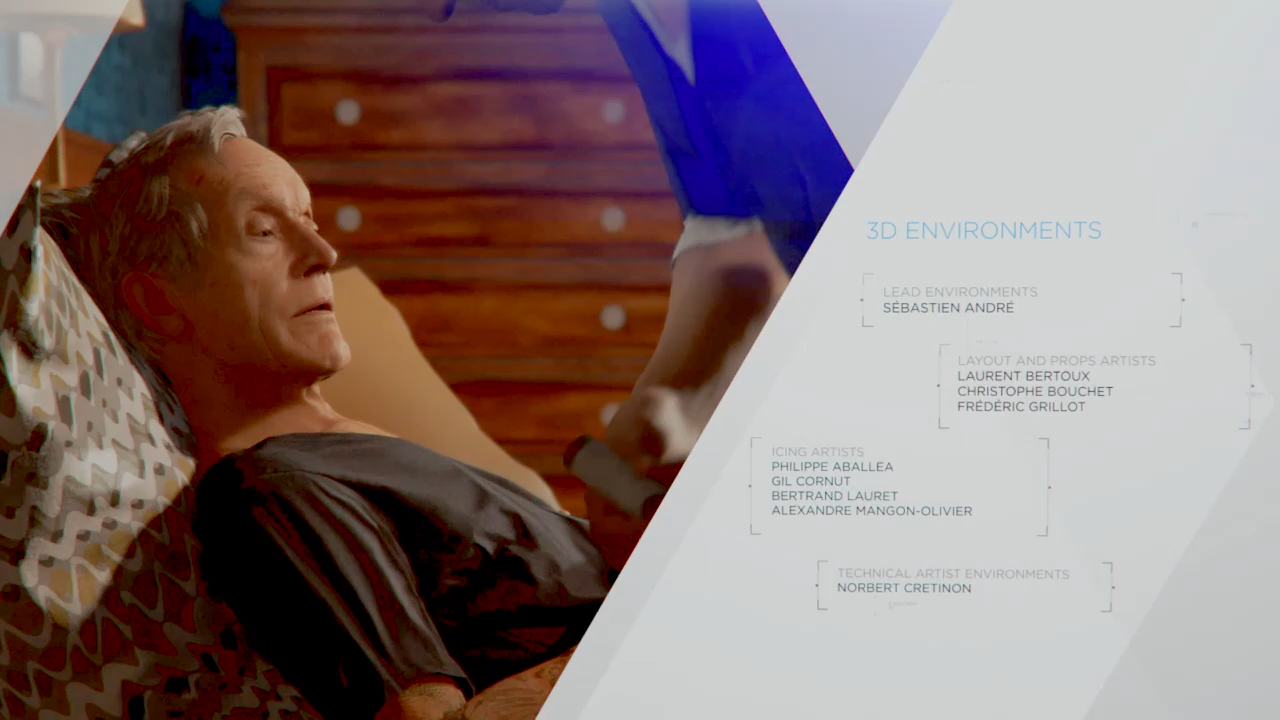 3D ENVIRONMENTS
LEAD ENVIRONMENTS
SÉBASTIEN ANDRÉ
LAYOUT AND PROPS ARTISTS
LAURENT BERTOUX
CHRISTOPHE BOUCHET
FRÉDÉRIC GRILLOT
ICING ARTISTS
PHILIPPE ABALLEA
GIL CORNUT
BERTRAND LAURET
ALEXANDRE MANGON-OLIVIER
TECHNICAL ARTIST ENVIRONMENTS
NORBERT CRETINON